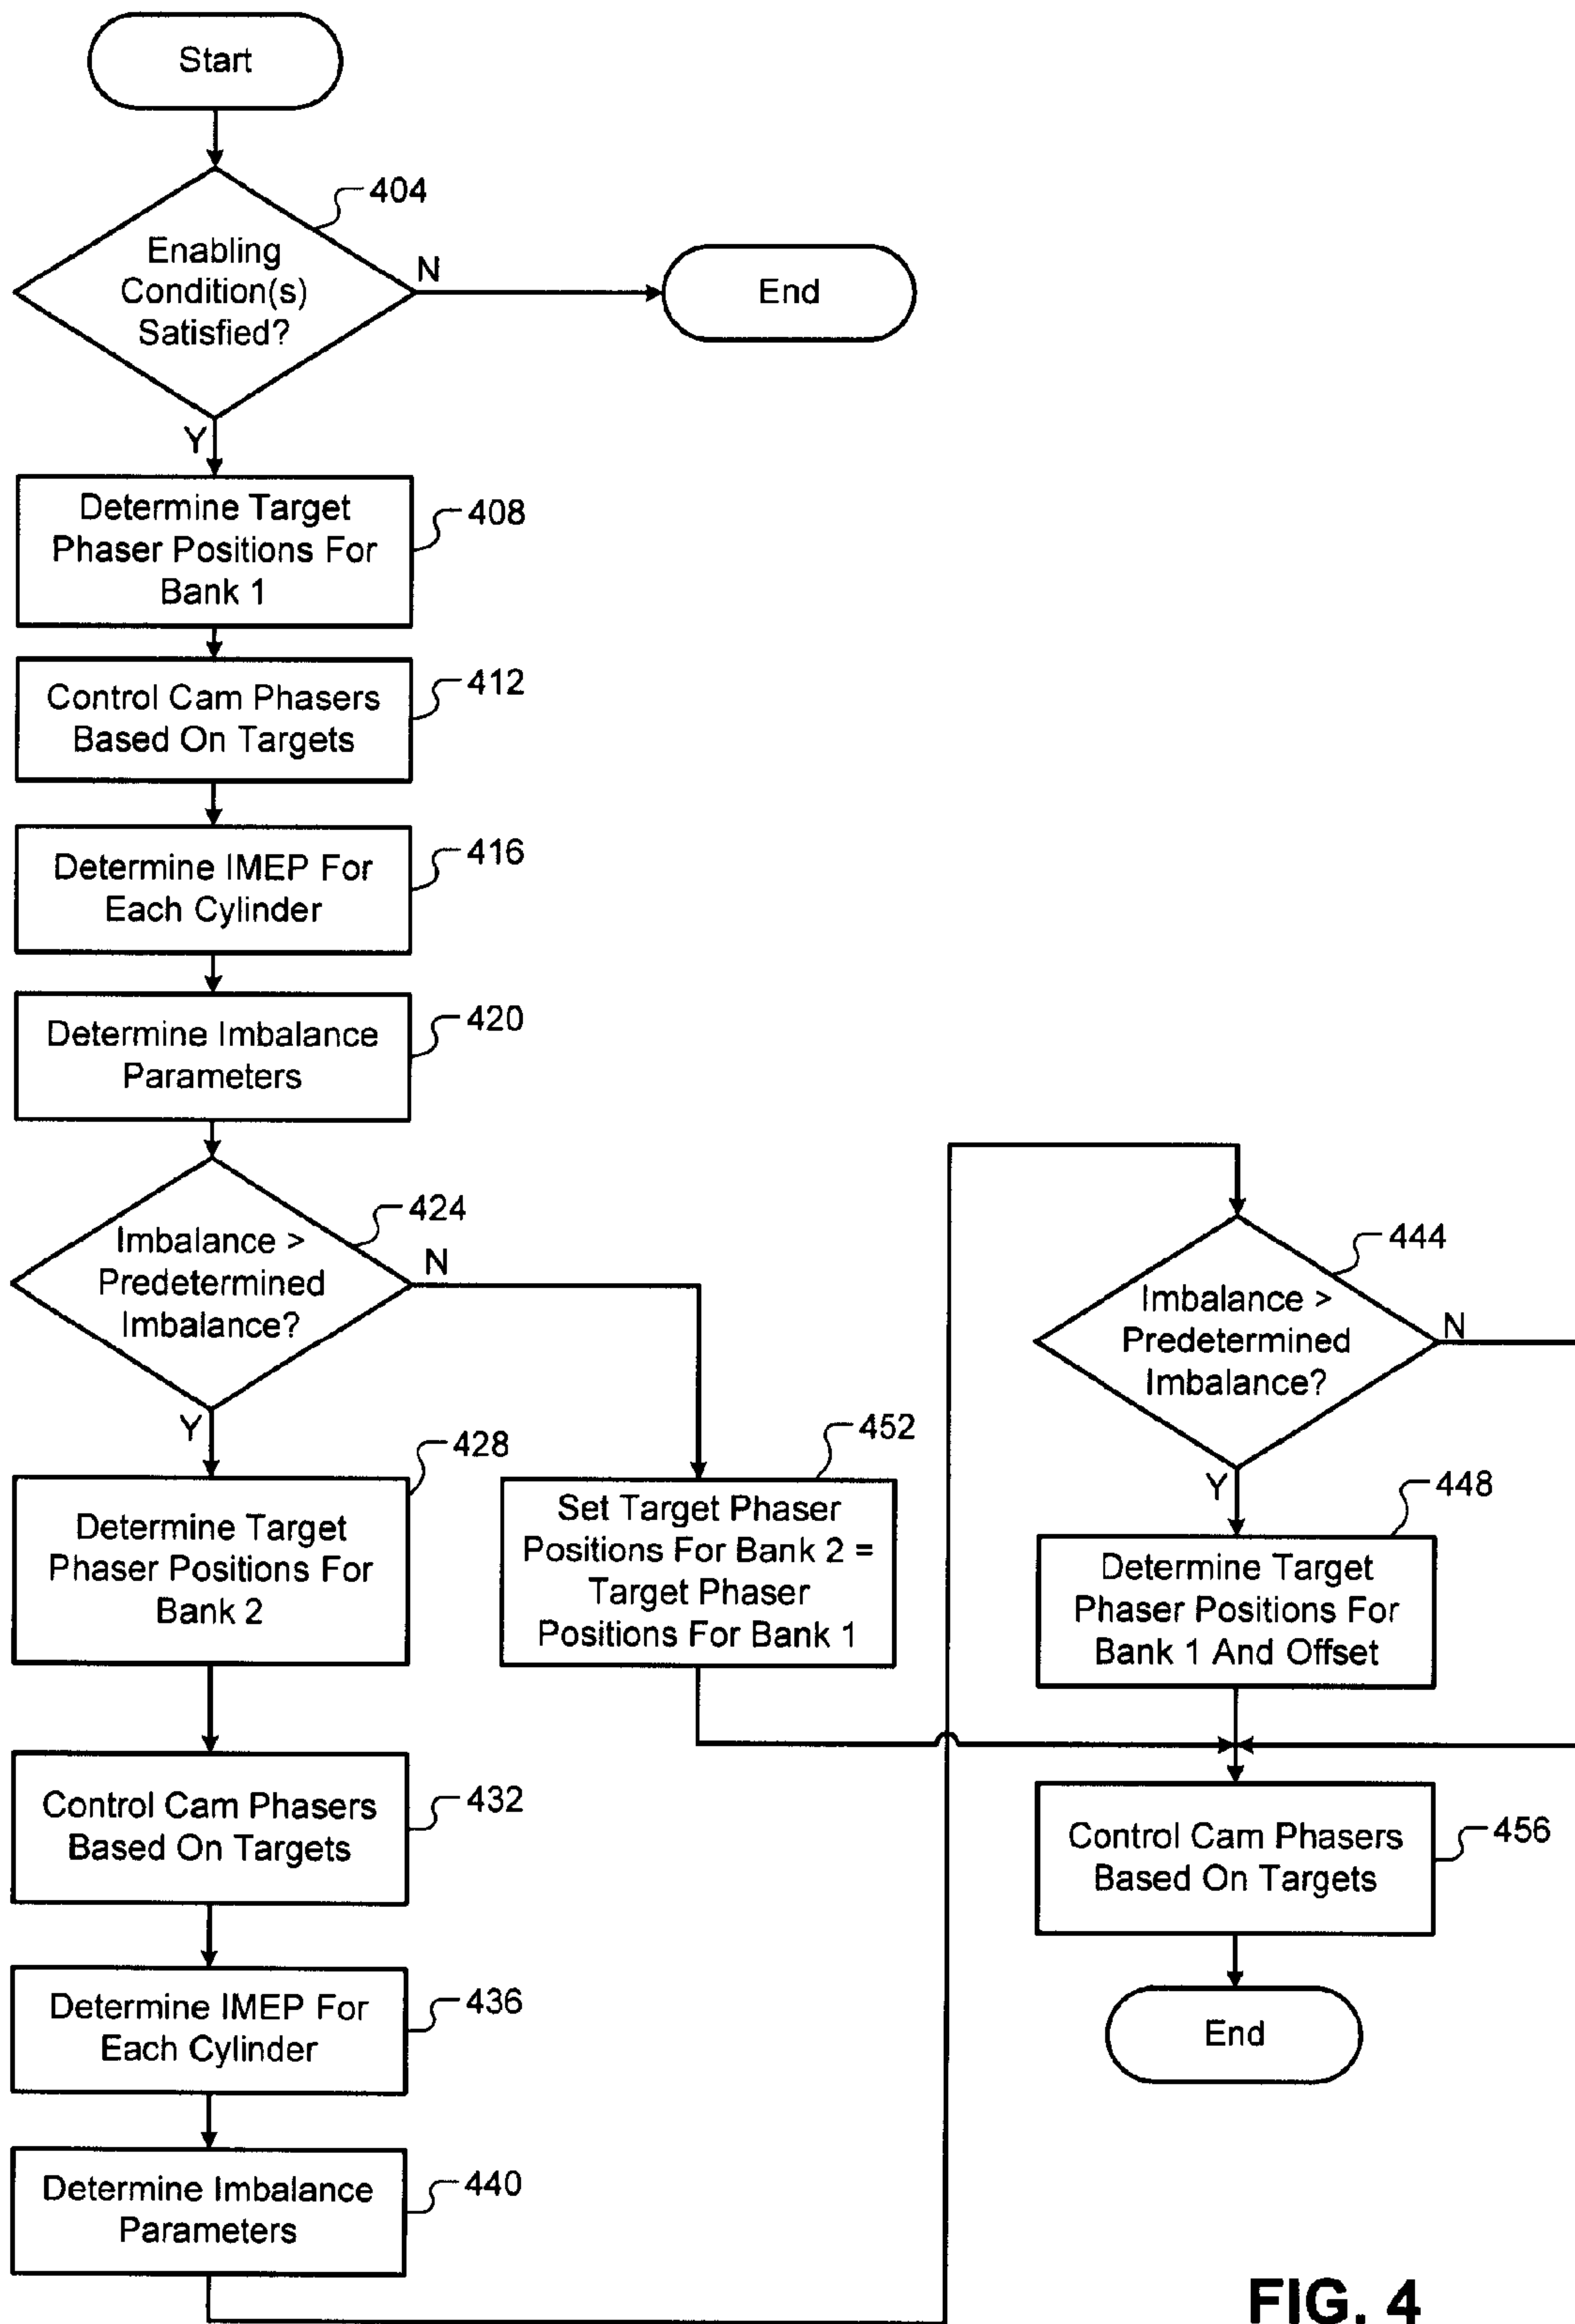 Start
404
Enabling
Condition(s)
Satisfied?
N
End
Y
Determine Target
Phaser Positions For
Bank 1
408
Control Cam Phasers
Based On Targets
412
Determine IMEP For
Each Cylinder
416
Determine Imbalance
Parameters
420
424
Imbalance >
Predetermined
Imbalance?
N
Y
428
Determine Target
Phaser Positions For
Bank 2
452
Set Target Phaser
Positions For Bank 2 =
Target Phaser
Positions For Bank 1
Control Cam Phasers
Based On Targets
432
Determine IMEP For
Each Cylinder
436
Determine Imbalance
Parameters
440
444
Imbalance >
Predetermined
Imbalance?
N
Y
448
Determine Target
Phaser Positions For
Bank 1 And Offset
Control Cam Phasers
Based On Targets
456
End
FIG. 4